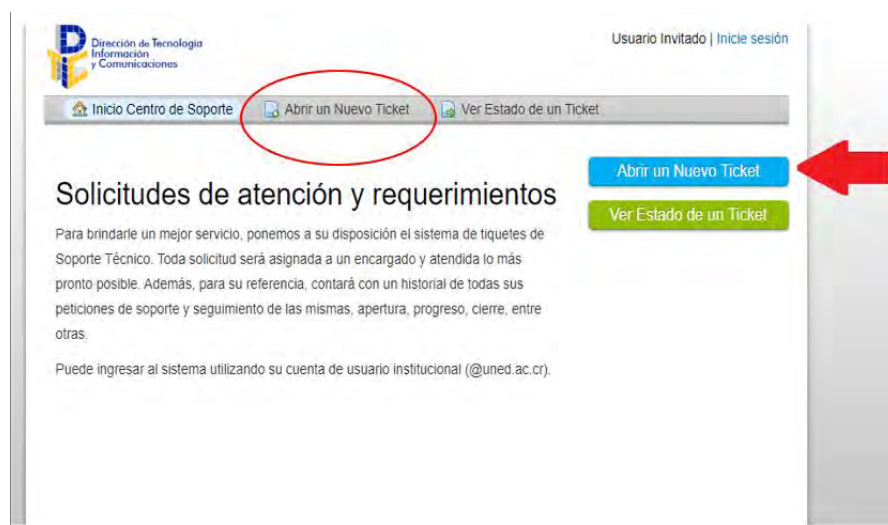 Dirección de Tecnología
Información
y Comunicaciones
Usuario Invitado | Inicie sesión
Inicio Centro de Soporte Abrir un Nuevo Ticket Ver Estado de un Ticket
Abrir un Nuevo Ticket
Ver Estado de un Ticket
Solicitudes de atención y requerimientos
Para brindarle un mejor servicio, ponemos a su disposición el sistema de tiquetes de
Soporte Técnico. Toda solicitud será asignada a un encargado y atendida lo más
pronto posible. Además, para su referencia, contará con un historial de todas sus
peticiones de soporte y seguimiento de las mismas, apertura, progreso, cierre, entre
otras.
Puede ingresar al sistema utilizando su cuenta de usuario institucional (@uned.ac.cr).